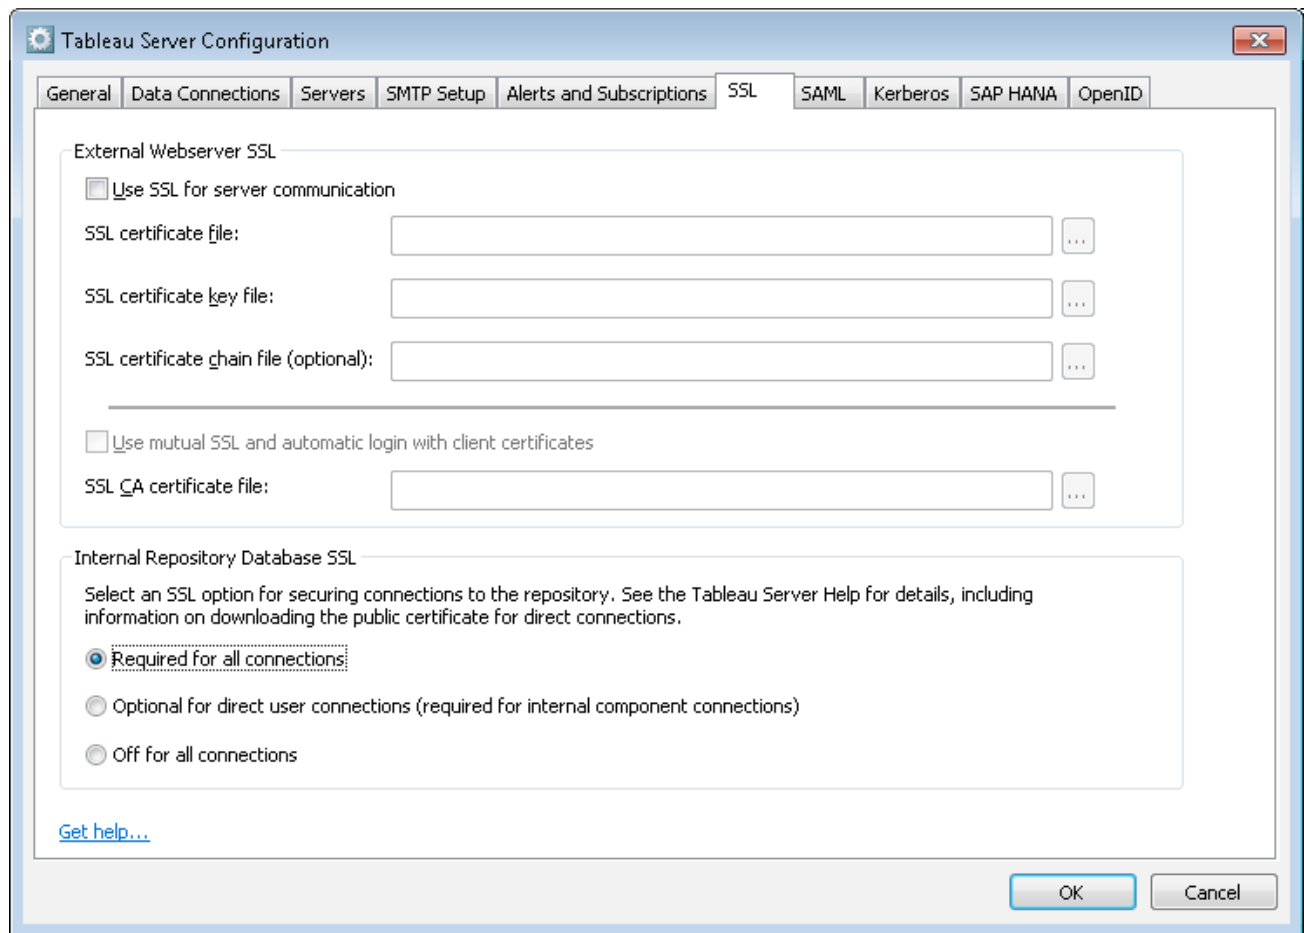 Tableau Server Configuration
General Data Connections Servers SMTP Setup Alerts and Subscriptions SSL SAML Kerberos SAP HANA OpenID
External Webserver SSL
Use SSL for server communication
SSL certificate file:
...
SSL certificate key file:
...
SSL certificate chain file (optional):
...
Use mutual SSL and automatic login with client certificates
SSL CA certificate file:
...
Internal Repository Database SSL
Select an SSL option for securing connections to the repository. See the Tableau Server Help for details, including
information on downloading the public certificate for direct connections.
Required for all connections
Optional for direct user connections (required for internal component connections)
Off for all connections
Get help...
OK Cancel